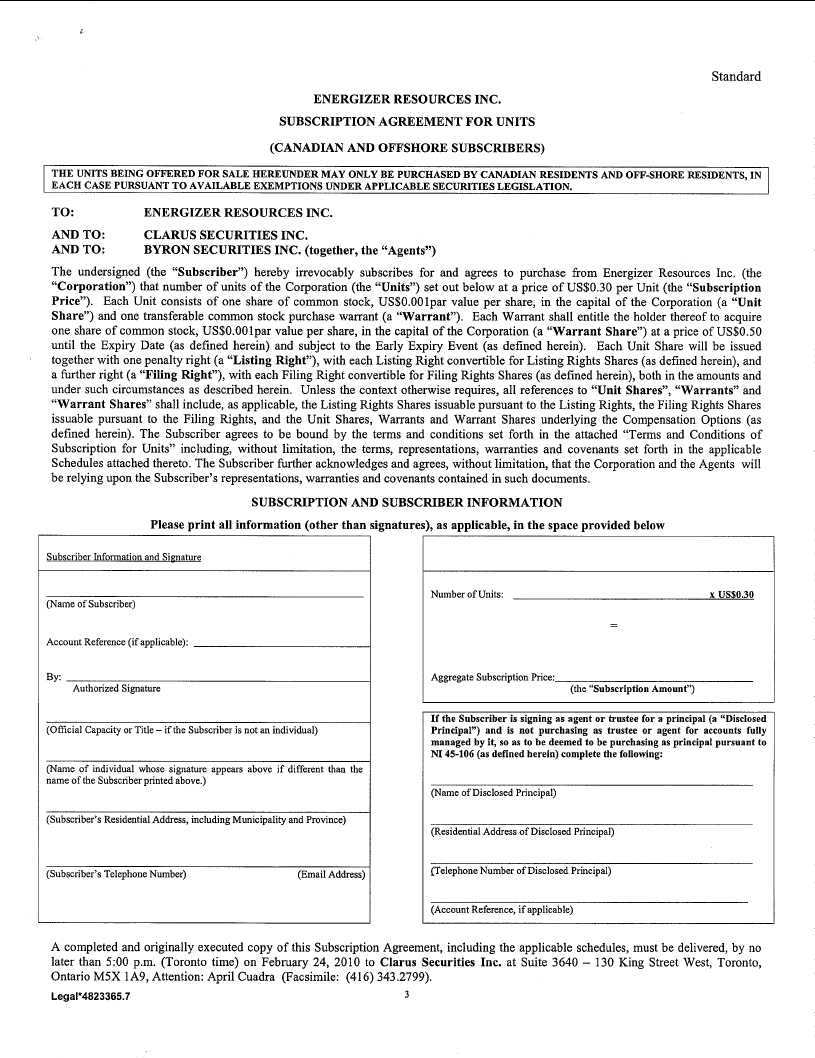 Standard
ENERGIZER RESOURCES INC.
SUBSCRIPTION AGREEMENT FOR UNITS
(CANADIAN AND OFFSHORE SUBSCRIBERS)
THE UNITS BEING OFFERED FOR SALE HEREUNDER MAY ONLY BE PURCHASED BY CANADIAN RESIDENTS AND OFF-SHORE RESIDENTS, IN
EACH CASE PURSUANT TO AVAILABLE EXEMPTIONS UNDER APPLICABLE SECURITIES LEGISLATION.
TO: ENERGIZER RESOURCES INC.
AND TO: CLARUS SECURITIES INC.
AND TO: BYRON SECURITIES INC. (together, the “Agents”)
The undersigned (the “Subscriber”) hereby irrevocably subscribes for and agrees to purchase from Energizer Resources Inc. (the
“Corporation”) that number of units of the Corporation (the “Units”) set out below at a price of US$0.30 per Unit (the “Subscription
Price”). Each Unit consists of one share of common stock, US$0.001par value per share, in the capital of the Corporation (a “Unit
Share”) and one transferable common stock purchase warrant (a “Warrant”). Each Warrant shall entitle the holder thereof to acquire
one share of common stock, US$0.001par value per share, in the capital of the Corporation (a “Warrant Share”) at a price of US$0.50
until the Expiry Date (as defined herein) and subject to the Early Expiry Event (as defined herein). Each Unit Share will be issued
together with one penalty right (a “Listing Right”), with each Listing Right convertible for Listing Rights Shares (as defined herein), and
a further right (a “Filing Right”), with each Filing Right convertible for Filing Rights Shares (as defined herein), both in the amounts and
under such circumstances as described herein. Unless the context otherwise requires, all references to “Unit Shares”, “Warrants” and
“Warrant Shares” shall include, as applicable, the Listing Rights Shares issuable pursuant to the Listing Rights, the Filing Rights Shares
issuable pursuant to the Filing Rights, and the Unit Shares, Warrants and Warrant Shares underlying the Compensation Options (as
defined herein). The Subscriber agrees to be bound by the terms and conditions set forth in the attached “Terms and Conditions of
Subscription for Units” including, without limitation, the terms, representations, warranties and covenants set forth in the applicable
Schedules attached thereto. The Subscriber further acknowledges and agrees, without limitation, that the Corporation and the Agents will
be relying upon the Subscriber’s representations, warranties and covenants contained in such documents.
SUBSCRIPTION AND SUBSCRIBER INFORMATION
Please print all information (other than signatures), as applicable, in the space provided below
Subscriber Information and Signature
(Name of Subscriber)
Account Reference (if applicable):
By:
Authorized Signature
(Official Capacity or Title – if the Subscriber is not an individual)
(Name of individual whose signature appears above if different than the
name of the Subscriber printed above.)
(Subscriber’s Residential Address, including Municipality and Province)
(Subscriber’s Telephone Number) (Email Address)
Number of Units: x US$0.30
=
Aggregate Subscription Price:
(the “Subscription Amount”)
If the Subscriber is signing as agent or trustee for a principal (a “Disclosed
Principal”) and is not purchasing as trustee or agent for accounts fully
managed by it, so as to be deemed to be purchasing as principal pursuant to
NI 45-106 (as defined herein) complete the following:
(Name of Disclosed Principal)
(Residential Address of Disclosed Principal)
(Telephone Number of Disclosed Principal)
(Account Reference, if applicable)
A completed and originally executed copy of this Subscription Agreement, including the applicable schedules, must be delivered, by no
later than 5:00 p.m. (Toronto time) on February 24, 2010 to Clarus Securities Inc. at Suite 3640 – 130 King Street West, Toronto,
Ontario M5X 1A9, Attention: April Cuadra (Facsimile: (416) 343.2799).
Legal*4823365.7
3